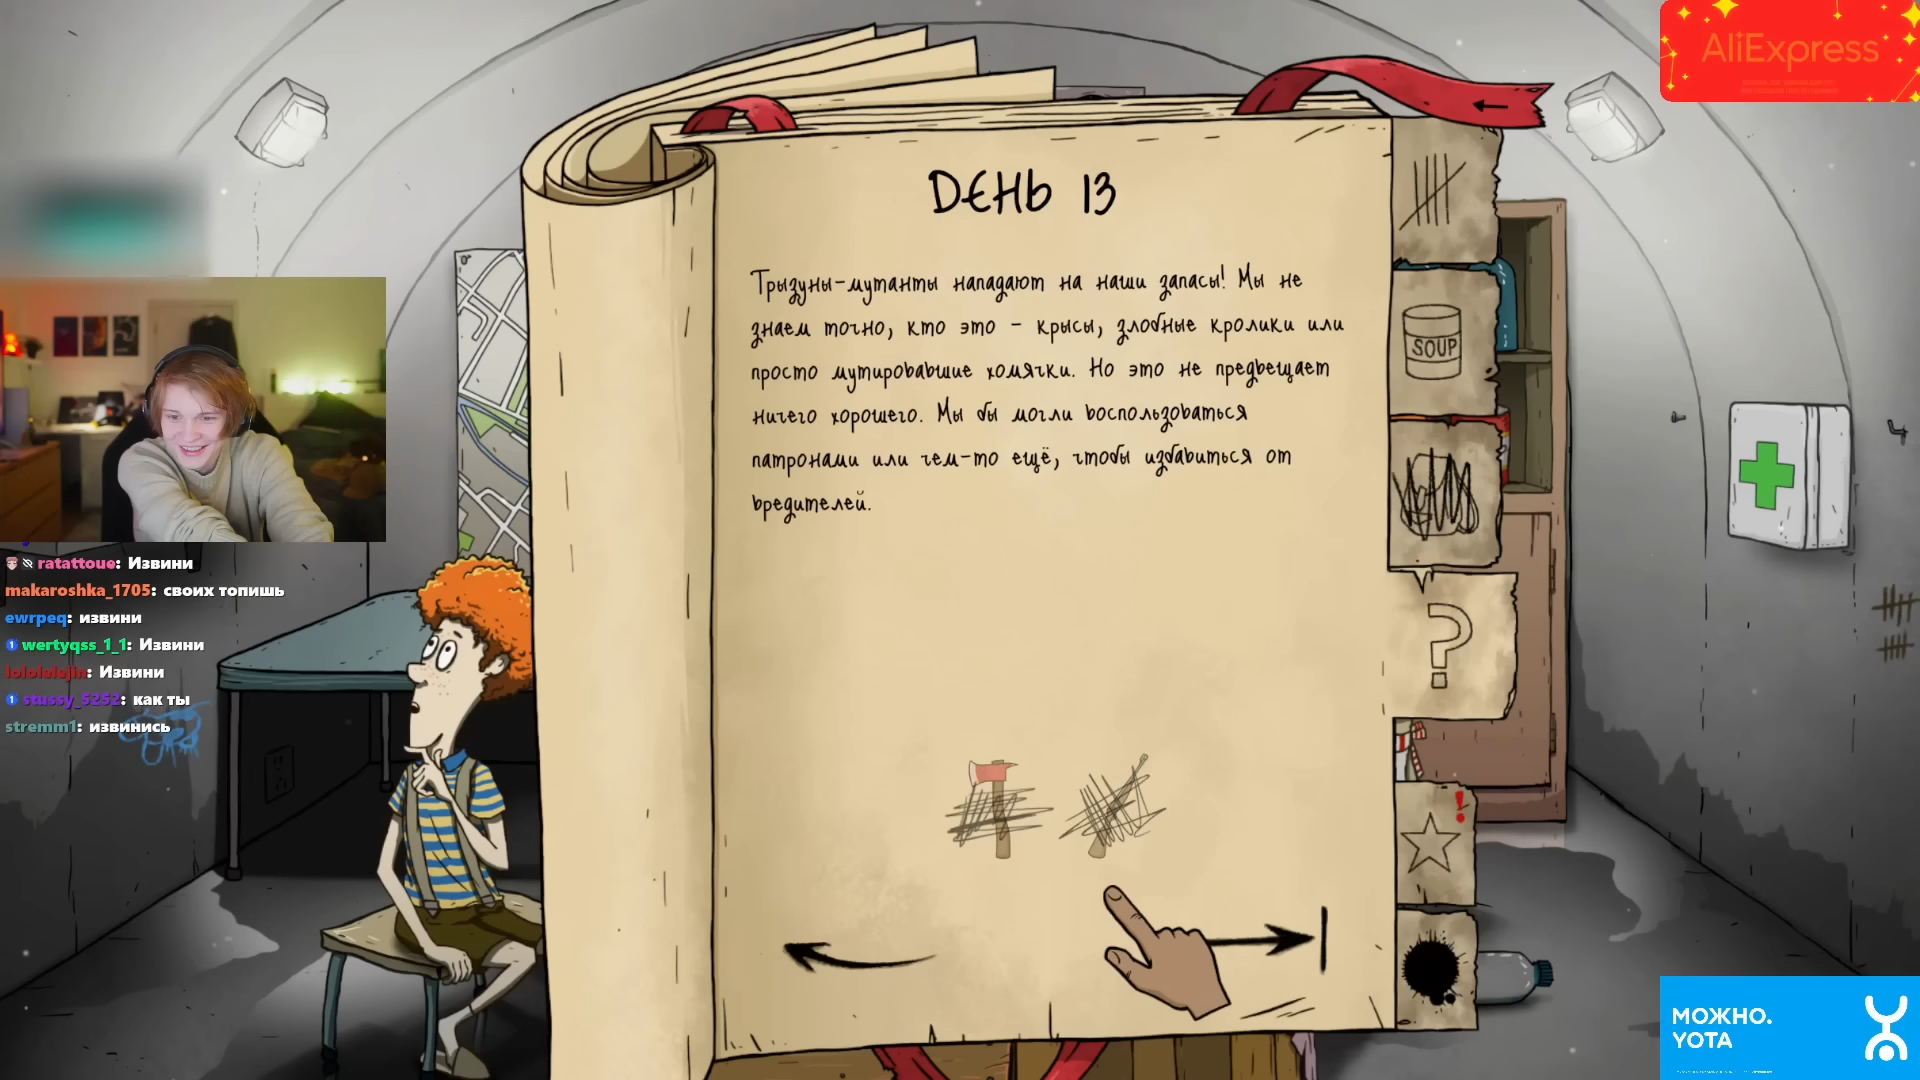 AliExpress
ДЕНЬ 13
Грызуны-мутанты нападают на наши запасы! Мы не
знаем точно, кто это - крысы, злобные кролики или
просто мутировавшие хомячки. Но это не предвещает
ничего хорошего. Мы бы могли воспользоваться
патронами или чем-то ещё, чтобы избавиться от
вредителей.
SOUP
ratattoue: Извини
makaroshka_1705: своих топишь
ewrpeq: извини
wertyqss_1_1: Извини
lololelejin: Извини
stussy_5252: как ты
stremm1: извинись
МОЖНО.
YOTA